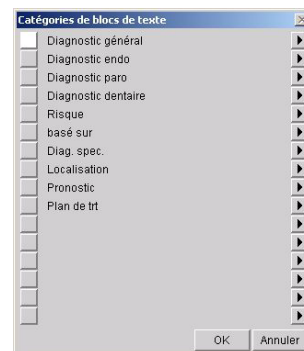 Catégories de blocs de texte
Diagnostic général
Diagnostic endo
Diagnostic paro
Diagnostic dentaire
Risque
basé sur
Diag. spec.
Localisation
Pronostic
Plan de trt
OK Annuler